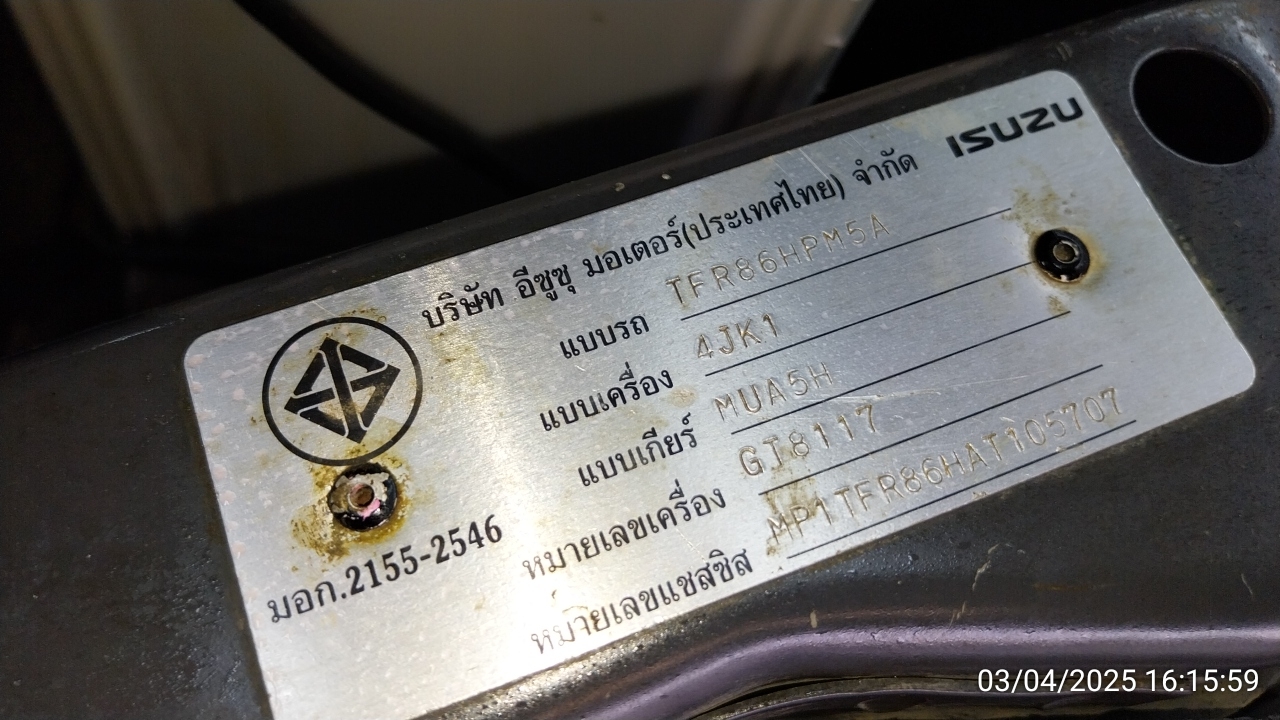 ISUZU
บริษัท อีซูซุ มอเตอร์(ประเทศไทย) จำกัด
แบบรถ TFR86HPM5A
แบบเครื่อง 4JK1
แบบเกียร์ MUA5H
หมายเลขเครื่อง GT8117
หมายเลขแชสซิส MP1TFR86HAT105707
มอก.2155-2546
03/04/2025 16:15:59